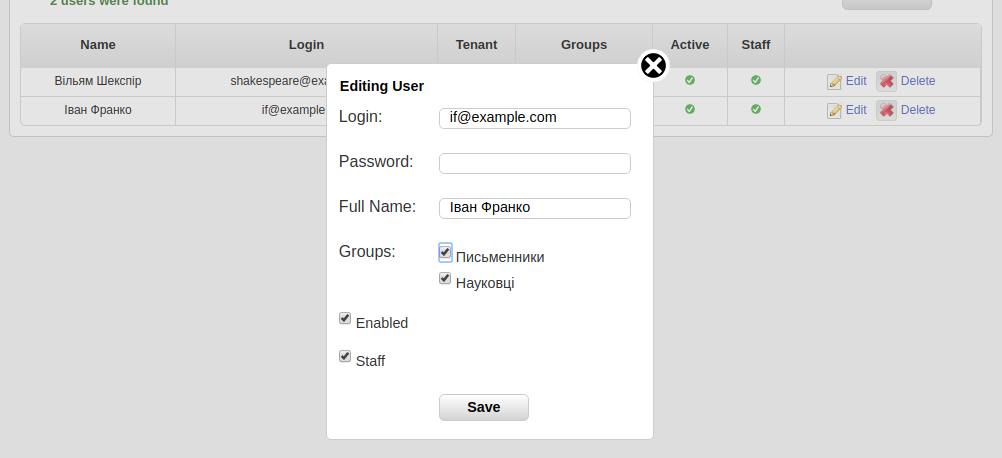 2 users were found
Name Login Tenant Groups Active Staff
Вільям Шекспір shakespeare@exa Edit Delete
Іван Франко if@example Edit Delete
Editing User
Login: if@example.com
Password:
Full Name: Іван Франко
Groups: Письменники
Науковці
Enabled
Staff
Save